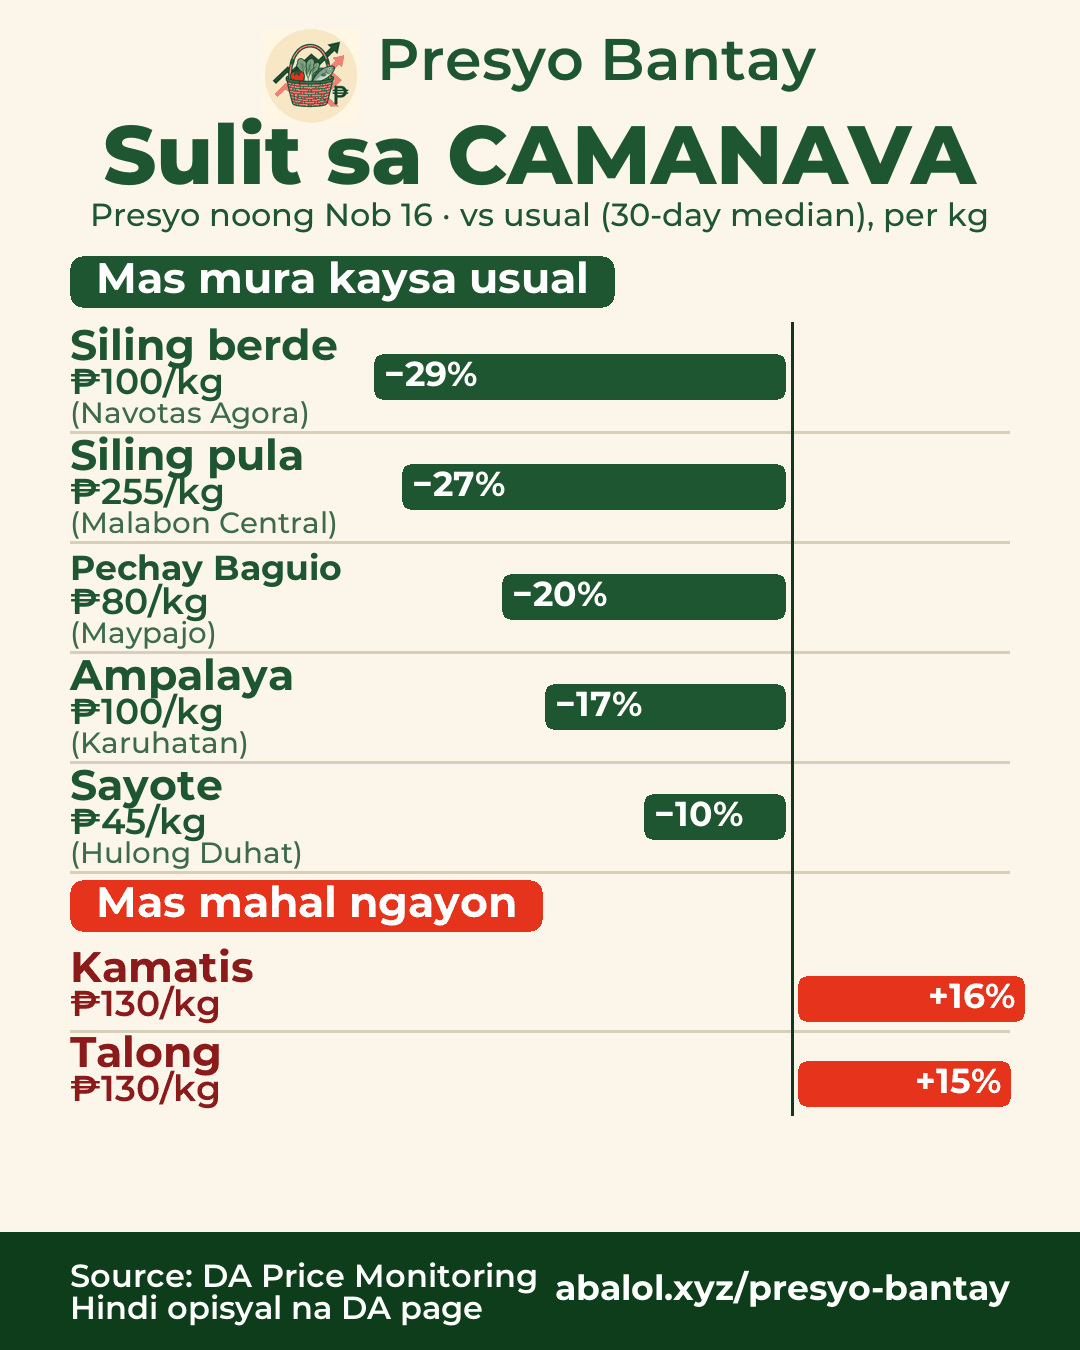 ₱
Presyo Bantay
Sulit sa CAMANAVA
Presyo noong Nob 16 · vs usual (30-day median), per kg
Mas mura kaysa usual
Siling berde
₱100/kg
(Navotas Agora)
−29%
Siling pula
₱255/kg
(Malabon Central)
−27%
Pechay Baguio
₱80/kg
(Maypajo)
−20%
Ampalaya
₱100/kg
(Karuhatan)
−17%
Sayote
₱45/kg
(Hulong Duhat)
−10%
Mas mahal ngayon
Kamatis
₱130/kg
+16%
Talong
₱130/kg
+15%
Source: DA Price Monitoring
Hindi opisyal na DA page
abalol.xyz/presyo-bantay